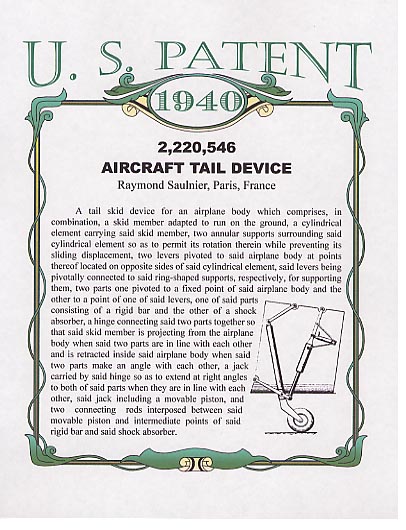 U. S. PATENT
1940
2,220,546
AIRCRAFT TAIL DEVICE
Raymond Saulnier, Paris, France
A tail skid device for an airplane body which comprises, in
combination, a skid member adapted to run on the ground, a cylindrical
element carrying said skid member, two annular supports surrounding said
cylindrical element so as to permit its rotation therein while preventing its
sliding displacement, two levers pivoted to said airplane body at points
thereof located on opposite sides of said cylindrical element, said levers being
pivotally connected to said ring-shaped supports, respectively, for supporting
them, two parts one pivoted to a fixed point of said airplane body and the
other to a point of one of said levers, one of said parts
consisting of a rigid bar and the other of a shock
absorber, a hinge connecting said two parts together so
that said skid member is projecting from the airplane
body when said two parts are in line with each other
and is retracted inside said airplane body when said
two parts make an angle with each other, a jack
carried by said hinge so as to extend at right angles
to both of said parts when they are in line with each
other, said jack including a movable piston, and
two connecting rods interposed between said
movable piston and intermediate points of said
rigid bar and said shock absorber.